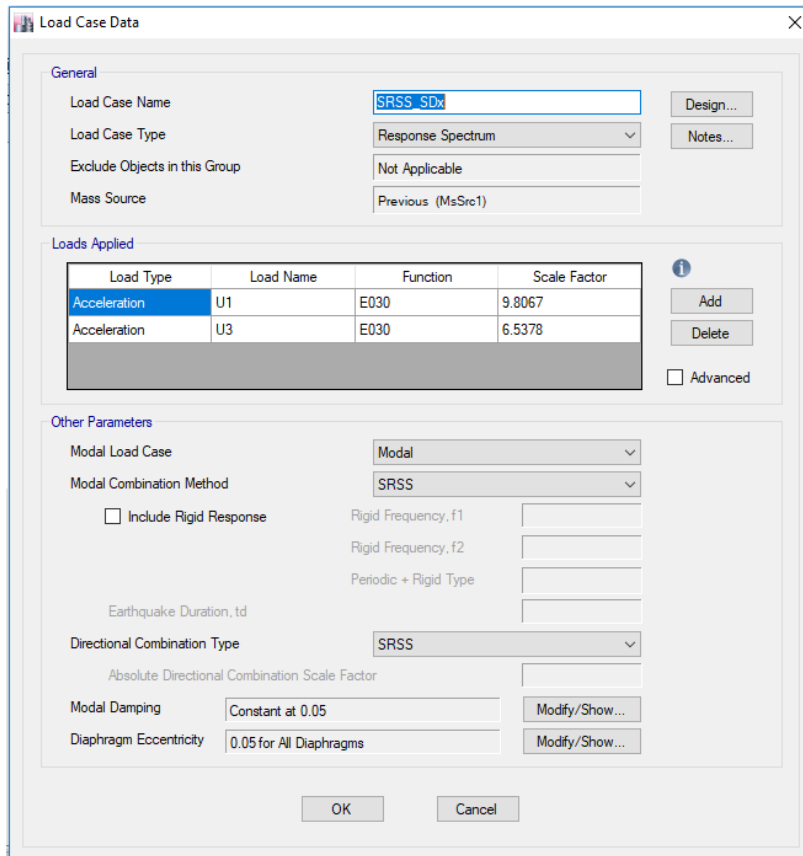 Load Case Data
General
Load Case Name SRSS_SDx Design...
Load Case Type Response Spectrum Notes...
Exclude Objects in this Group Not Applicable
Mass Source Previous (MsSrc1)
Loads Applied
Load Type Load Name Function Scale Factor
Acceleration U1 E030 9.8067 Add
Acceleration U3 E030 6.5378 Delete
Advanced
Other Parameters
Modal Load Case Modal
Modal Combination Method SRSS
Include Rigid Response Rigid Frequency, f1
Rigid Frequency, f2
Periodic + Rigid Type
Earthquake Duration, td
Directional Combination Type SRSS
Absolute Directional Combination Scale Factor
Modal Damping Constant at 0.05 Modify/Show...
Diaphragm Eccentricity 0.05 for All Diaphragms Modify/Show...
OK Cancel